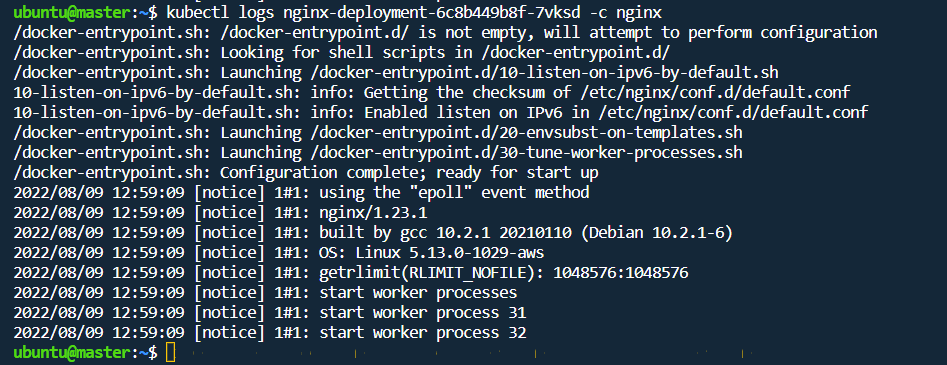 ubuntu@master:~$ kubectl logs nginx-deployment-6c8b449b8f-7vksd -c nginx
/docker-entrypoint.sh: /docker-entrypoint.d/ is not empty, will attempt to perform configuration
/docker-entrypoint.sh: Looking for shell scripts in /docker-entrypoint.d/
/docker-entrypoint.sh: Launching /docker-entrypoint.d/10-listen-on-ipv6-by-default.sh
10-listen-on-ipv6-by-default.sh: info: Getting the checksum of /etc/nginx/conf.d/default.conf
10-listen-on-ipv6-by-default.sh: info: Enabled listen on IPv6 in /etc/nginx/conf.d/default.conf
/docker-entrypoint.sh: Launching /docker-entrypoint.d/20-envsubst-on-templates.sh
/docker-entrypoint.sh: Launching /docker-entrypoint.d/30-tune-worker-processes.sh
/docker-entrypoint.sh: Configuration complete; ready for start up
2022/08/09 12:59:09 [notice] 1#1: using the "epoll" event method
2022/08/09 12:59:09 [notice] 1#1: nginx/1.23.1
2022/08/09 12:59:09 [notice] 1#1: built by gcc 10.2.1 20210110 (Debian 10.2.1-6)
2022/08/09 12:59:09 [notice] 1#1: OS: Linux 5.13.0-1029-aws
2022/08/09 12:59:09 [notice] 1#1: getrlimit(RLIMIT_NOFILE): 1048576:1048576
2022/08/09 12:59:09 [notice] 1#1: start worker processes
2022/08/09 12:59:09 [notice] 1#1: start worker process 31
2022/08/09 12:59:09 [notice] 1#1: start worker process 32
ubuntu@master:~$